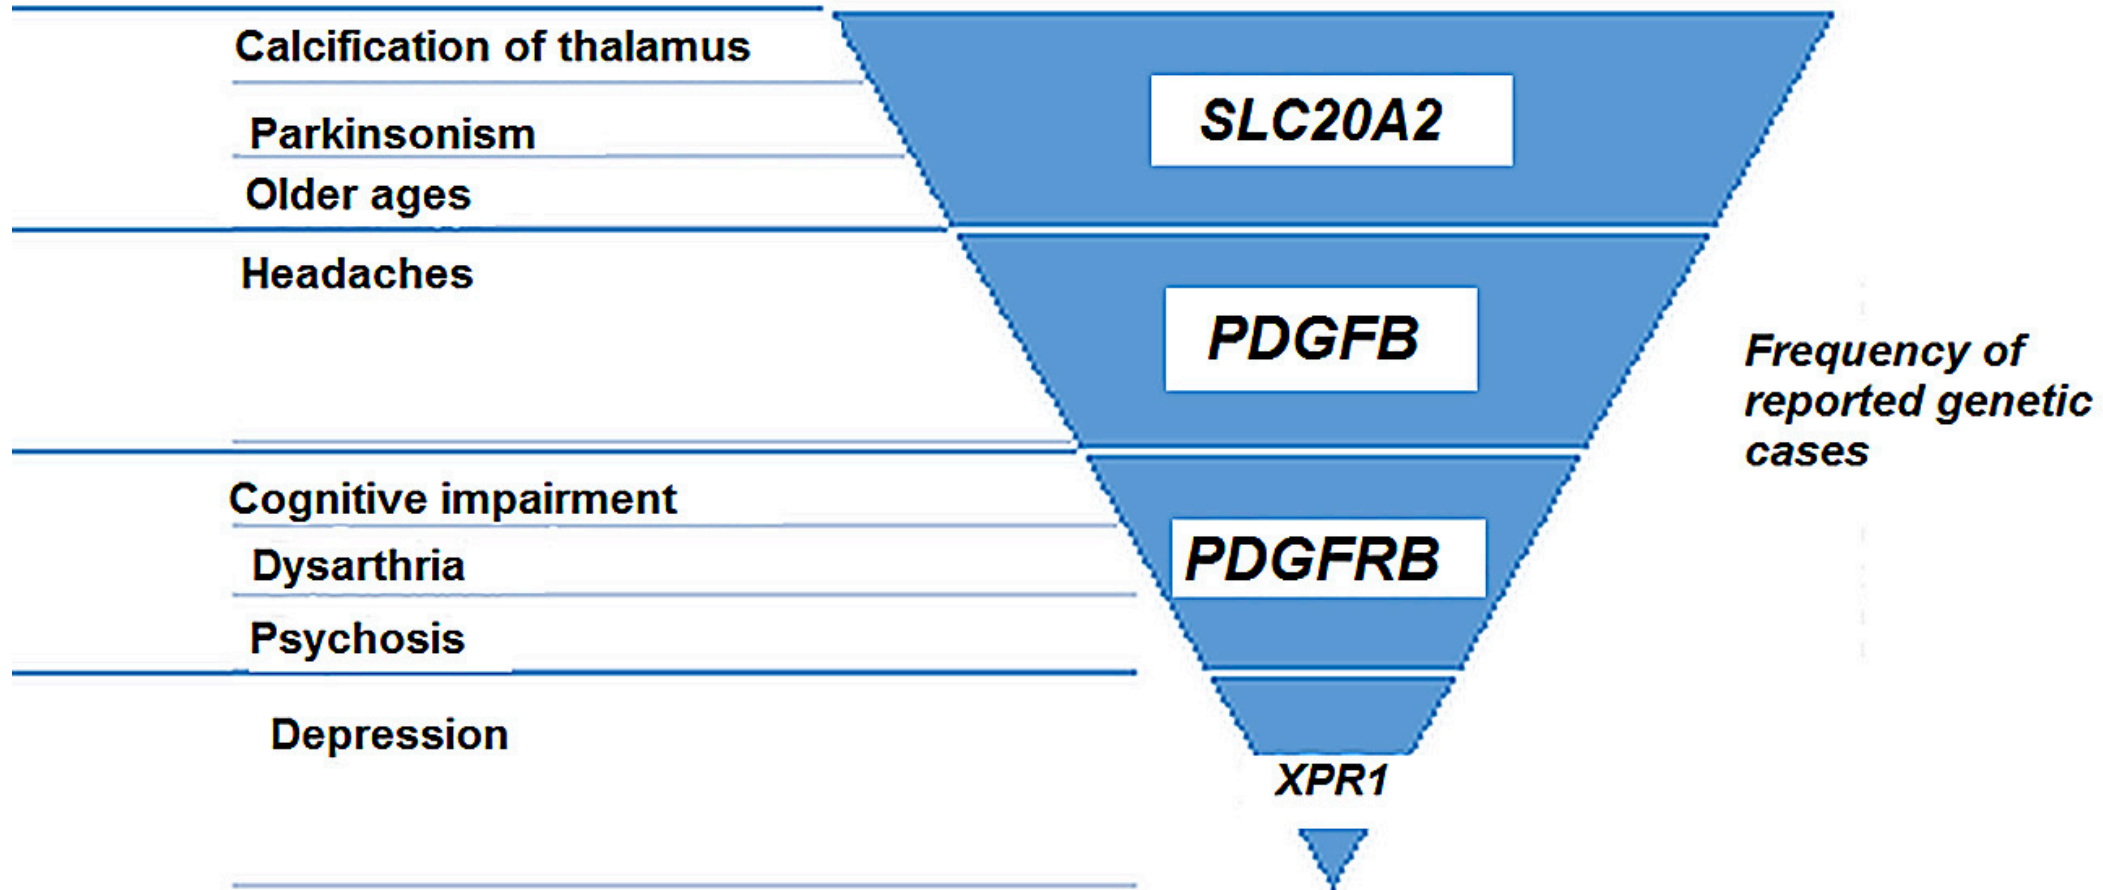 Calcification of thalamus
Parkinsonism
Older ages
SLC20A2
Headaches
PDGFB
Frequency of
reported genetic
cases
Cognitive impairment
Dysarthria
Psychosis
PDGFRB
Depression
XPR1